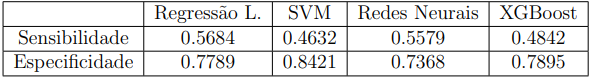 Regressão L. SVM Redes Neurais XGBoost
Sensibilidade 0.5684 0.4632 0.5579 0.4842
Especificidade 0.7789 0.8421 0.7368 0.7895